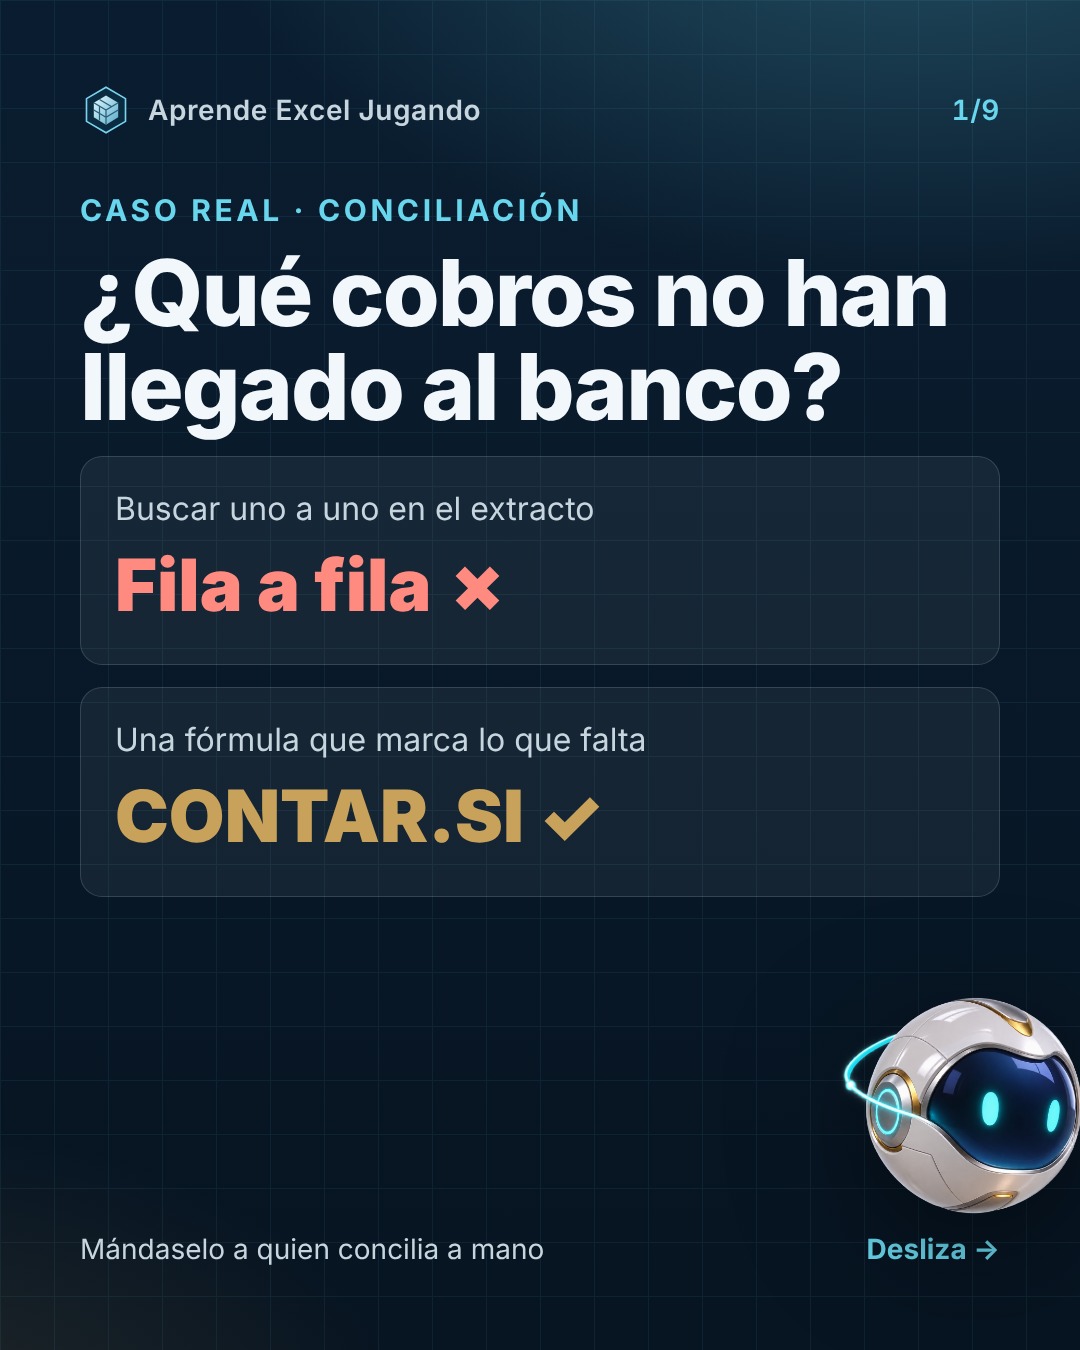 Aprende Excel Jugando
1/9
CASO REAL · CONCILIACIÓN
¿Qué cobros no han
llegado al banco?
Buscar uno a uno en el extracto
Fila a fila ✖
Una fórmula que marca lo que falta
CONTAR.SI ✔
Mándaselo a quien concilia a mano
Desliza →